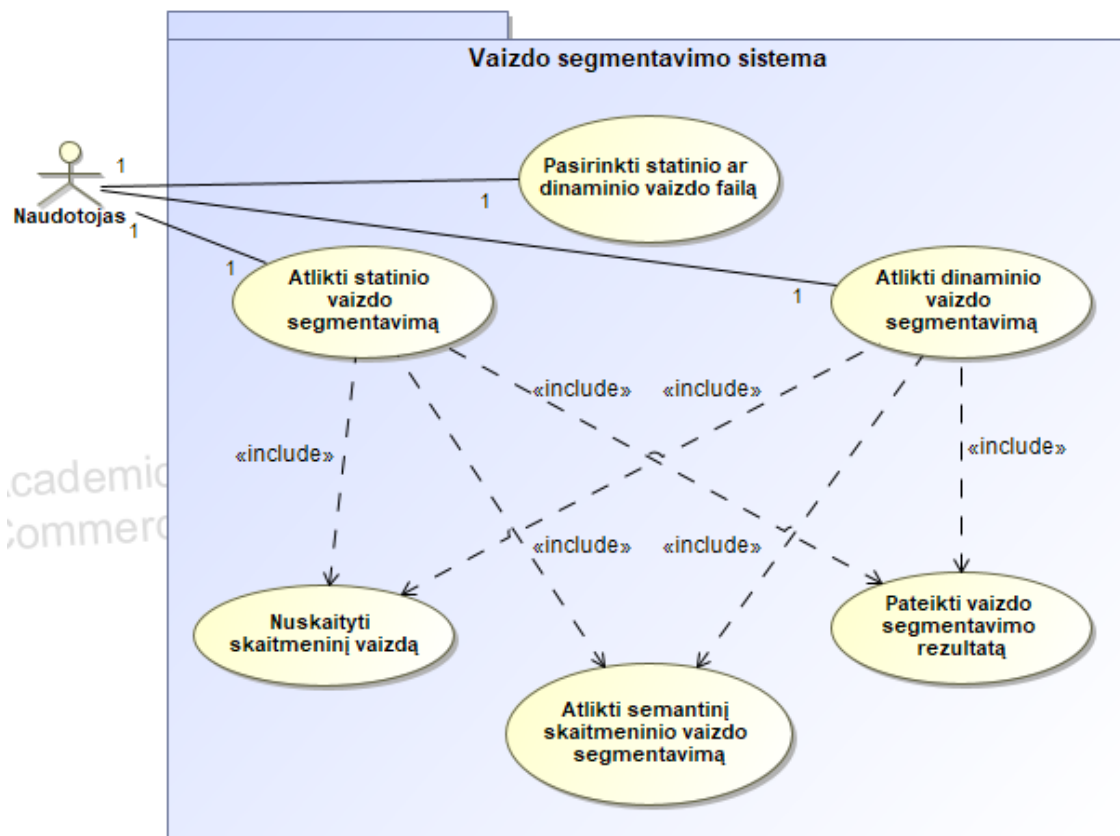 Vaizdo segmentavimo sistema
1
Pasirinkti statinio ar
dinaminio vaizdo failą
1
Naudotojas
1
1
Atlikti statinio
vaizdo
segmentavimą
Atlikti dinaminio
vaizdo
segmentavimą
1
«include»
«include»
«include»
«include»
cademic
Commerc
«include»
«include»
Nuskaityti
skaitmeninį vaizdą
Pateikti vaizdo
segmentavimo
rezultatą
Atlikti semantinį
skaitmeninio vaizdo
segmentavimą